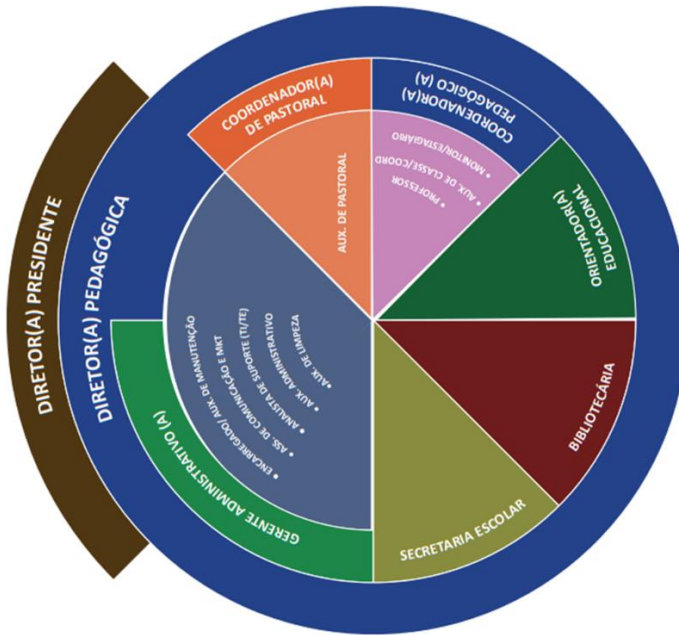 DIRETOR(A) PRESIDENTE
DIRETOR(A) PEDAGÓGICA
COORDENADOR(A)
DE PASTORAL
AUX. DE PASTORAL
COORDENADOR(A)
PEDAGÓGICO (A)
• MONITOR/ESTAGIÁRIO
• AUX. DE CLASSE/COORD
• PROFESSOR
ORIENTADOR(A)
EDUCACIONAL
BIBLIOTECÁRIA
SECRETARIA ESCOLAR
GERENTE ADMINISTRATIVO (A)
• ENCARREGADO/ AUX. DE MANUTENÇÃO
• ASS. DE COMUNICAÇÃO E MKT
• ANALISTA DE SUPORTE (TI/TE)
• AUX. ADMINISTRATIVO
• AUX. DE LIMPEZA